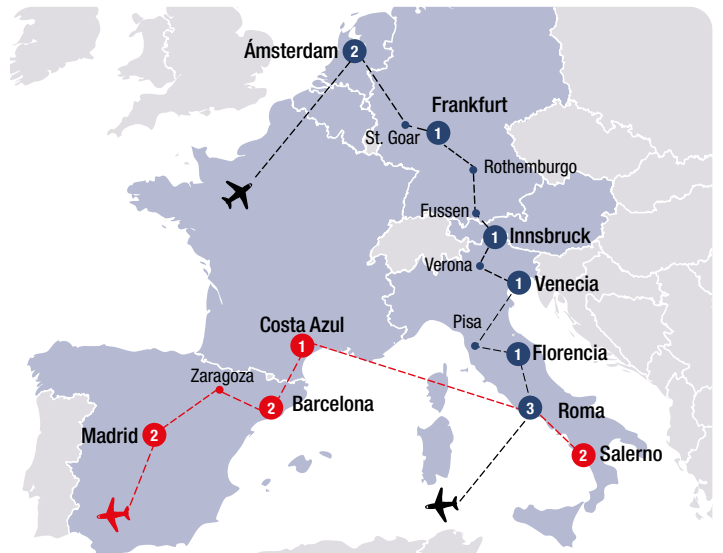 Ámsterdam 2
Frankfurt
1
St. Goar
Rothemburgo
Fussen
1 Innsbruck
Verona
1 Venecia
Costa Azul
1
Pisa
1 Florencia
Zaragoza
2 Barcelona
3 Roma
Madrid 2
2 Salerno